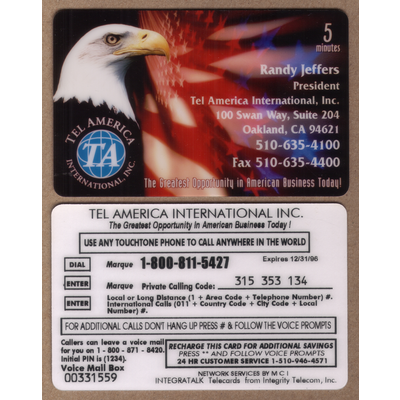 5
minutes
Randy Jeffers
President
Tel America International, Inc.
100 Swan Way, Suite 204
Oakland, CA 94621
510-635-4100
Fax 510-635-4400
TEL AMERICA
TA
INTERNATIONAL, INC.
The Greatest Opportunity in American Business Today!
TEL AMERICA INTERNATIONAL INC.
The Greatest Opportunity in American Business Today !
USE ANY TOUCHTONE PHONE TO CALL ANYWHERE IN THE WORLD
Expires 12/31/96
DIAL Marque 1-800-811-5427
ENTER Marque Private Calling Code: 315 353 134
ENTER Local or Long Distance (1 + Area Code + Telephone Number) #.
International Calls (011 + Country Code + City Code + Local
Number) #.
FOR ADDITIONAL CALLS DON'T HANG UP PRESS # & FOLLOW THE VOICE PROMPTS
Callers can leave a voice mail
for you on 1 - 800 - 871 - 8420.
Initial PIN is (1234).
Voice Mail Box
00331559
RECHARGE THIS CARD FOR ADDITIONAL SAVINGS
PRESS ** AND FOLLOW VOICE PROMPTS
24 HR CUSTOMER SERVICE 1-510-946-4571
NETWORK SERVICES BY M C I
INTEGRATALK Telecards from Integrity Telecom, Inc.